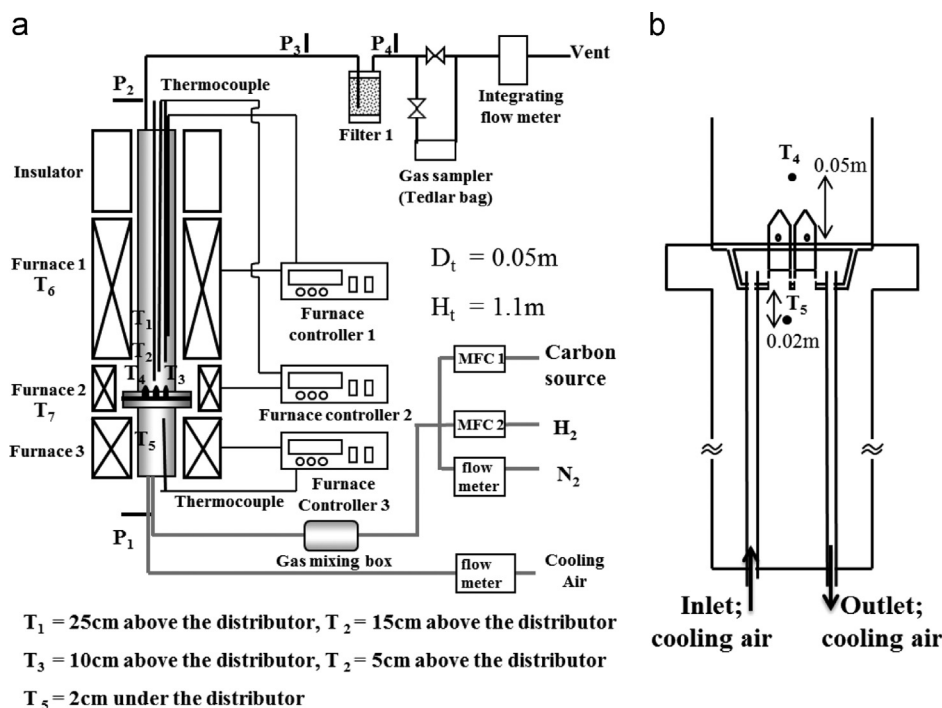 a
P3
P4
Vent
Thermocouple
P2
Filter 1
Integrating
flow meter
Insulator
Gas sampler
(Tedlar bag)
Furnace 1
T6
Dt = 0.05m
Ht = 1.1m
T1
T2
Furnace
controller 1
T4
T3
MFC 1
Carbon
source
Furnace 2
T7
Furnace controller 2
MFC 2
H2
T5
Furnace 3
flow
meter
N2
Thermocouple
Furnace
Controller 3
P1
Gas mixing box
flow
meter
Cooling
Air
T1 = 25cm above the distributor, T2 = 15cm above the distributor
T3 = 10cm above the distributor, T2 = 5cm above the distributor
T5 = 2cm under the distributor
b
T4
0.05m
T5
0.02m
≈
≈
Inlet;
cooling air
Outlet;
cooling air